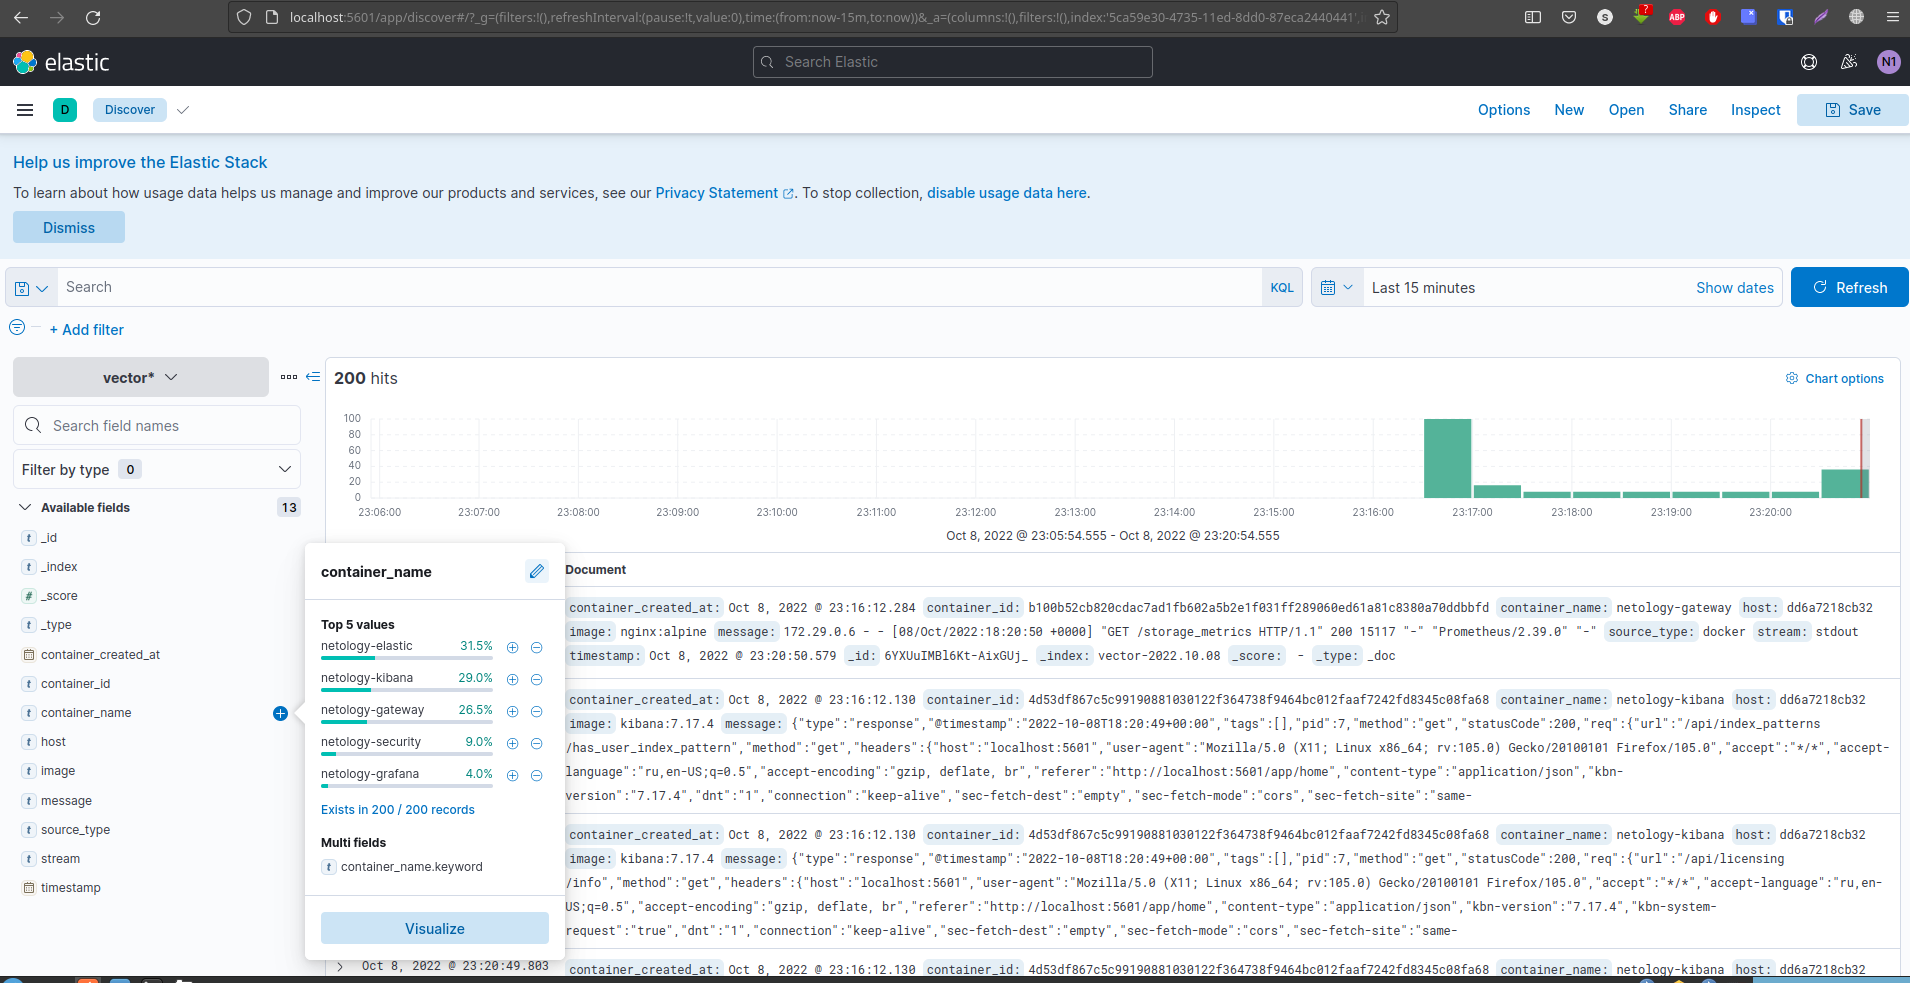 localhost:5601/app/discover#/?_g=(filters:!(),refreshInterval:(pause:!t,value:0),time:(from:now-15m,to:now))&_a=(columns:!(),filters:!(),index:'5ca59e30-4735-11ed-8dd0-87eca2440441',i
S
?
ABP
elastic
Search Elastic
N1
D
Discover
Options
New
Open
Share
Inspect
Save
Help us improve the Elastic Stack
To learn about how usage data helps us manage and improve our products and services, see our Privacy Statement. To stop collection, disable usage data here.
Dismiss
Search
KQL
Last 15 minutes
Show dates
Refresh
+ Add filter
vector*
200 hits
Chart options
Search field names
Filter by type 0
Available fields 13
t _id
t _index
# _score
t _type
container_created_at
t container_id
t container_name
t host
t image
t message
t source_type
t stream
timestamp
100
80
60
40
20
0
23:06:00 23:07:00 23:08:00 23:09:00 23:10:00 23:11:00 23:12:00 23:13:00 23:14:00 23:15:00 23:16:00 23:17:00 23:18:00 23:19:00 23:20:00
Oct 8, 2022 @ 23:05:54.555 - Oct 8, 2022 @ 23:20:54.555
container_name
Top 5 values
netology-elastic 31.5%
netology-kibana 29.0%
netology-gateway 26.5%
netology-security 9.0%
netology-grafana 4.0%
Exists in 200 / 200 records
Multi fields
t container_name.keyword
Visualize
Document
container_created_at: Oct 8, 2022 @ 23:16:12.284 container_id: b100b52cb820cdac7ad1fb602a5b2e1f031ff289060ed61a81c8380a70ddbbfd container_name: netology-gateway host: dd6a7218cb32
image: nginx:alpine message: 172.29.0.6 - - [08/Oct/2022:18:20:50 +0000] "GET /storage_metrics HTTP/1.1" 200 15117 "-" "Prometheus/2.39.0" "-" source_type: docker stream: stdout
timestamp: Oct 8, 2022 @ 23:20:50.579 _id: 6YXUuIMBl6Kt-AixGUj_ _index: vector-2022.10.08 _score: - _type: _doc
container_created_at: Oct 8, 2022 @ 23:16:12.130 container_id: 4d53df867c5c99190881030122f364738f9464bc012faaf7242fd8345c08fa68 container_name: netology-kibana host: dd6a7218cb32
image: kibana:7.17.4 message: {"type":"response","@timestamp":"2022-10-08T18:20:49+00:00","tags":[],"pid":7,"method":"get","statusCode":200,"req":{"url":"/api/index_patterns
/has_user_index_pattern","method":"get","headers":{"host":"localhost:5601","user-agent":"Mozilla/5.0 (X11; Linux x86_64; rv:105.0) Gecko/20100101 Firefox/105.0","accept":"*/*","accept-
language":"ru,en-US;q=0.5","accept-encoding":"gzip, deflate, br","referer":"http://localhost:5601/app/home","content-type":"application/json","kbn-
version":"7.17.4","dnt":"1","connection":"keep-alive","sec-fetch-dest":"empty","sec-fetch-mode":"cors","sec-fetch-site":"same-
container_created_at: Oct 8, 2022 @ 23:16:12.130 container_id: 4d53df867c5c99190881030122f364738f9464bc012faaf7242fd8345c08fa68 container_name: netology-kibana host: dd6a7218cb32
image: kibana:7.17.4 message: {"type":"response","@timestamp":"2022-10-08T18:20:49+00:00","tags":[],"pid":7,"method":"get","statusCode":200,"req":{"url":"/api/licensing
/info","method":"get","headers":{"host":"localhost:5601","user-agent":"Mozilla/5.0 (X11; Linux x86_64; rv:105.0) Gecko/20100101 Firefox/105.0","accept":"*/*","accept-language":"ru,en-
US;q=0.5","accept-encoding":"gzip, deflate, br","referer":"http://localhost:5601/app/home","content-type":"application/json","kbn-version":"7.17.4","kbn-system-
request":"true","dnt":"1","connection":"keep-alive","sec-fetch-dest":"empty","sec-fetch-mode":"cors","sec-fetch-site":"same-
Oct 8, 2022 @ 23:20:49.803 container_created_at: Oct 8, 2022 @ 23:16:12.130 container_id: 4d53df867c5c99190881030122f364738f9464bc012faaf7242fd8345c08fa68 container_name: netology-kibana host: dd6a7218cb32